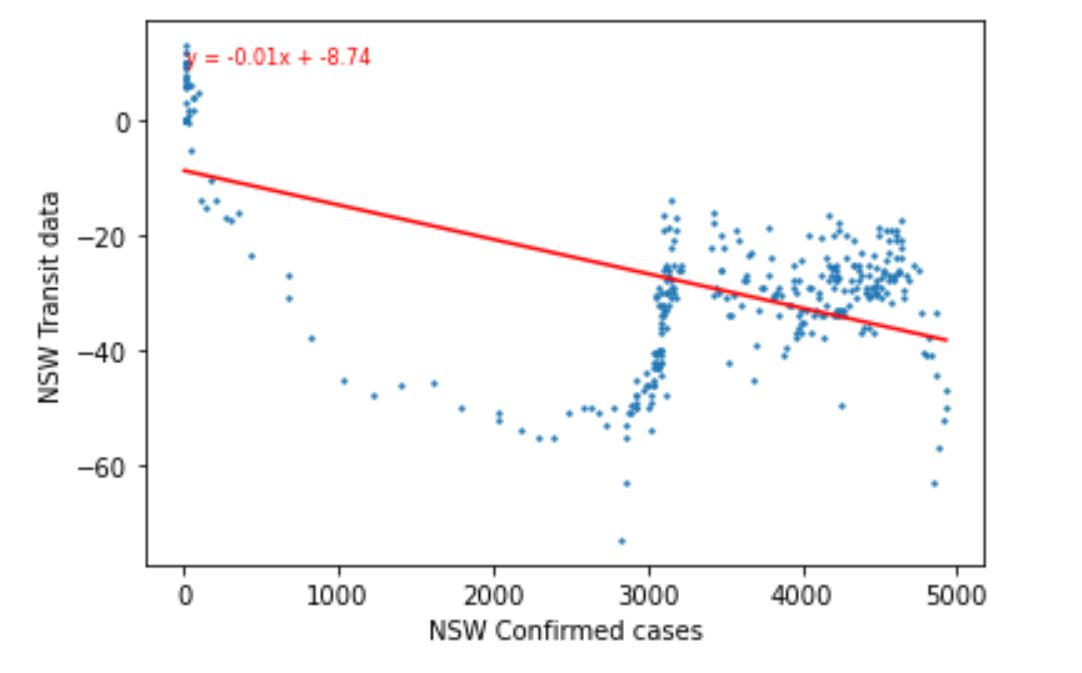 y = -0.01x + -8.74
NSW Transit data
0
−20
−40
−60
0 1000 2000 3000 4000 5000
NSW Confirmed cases